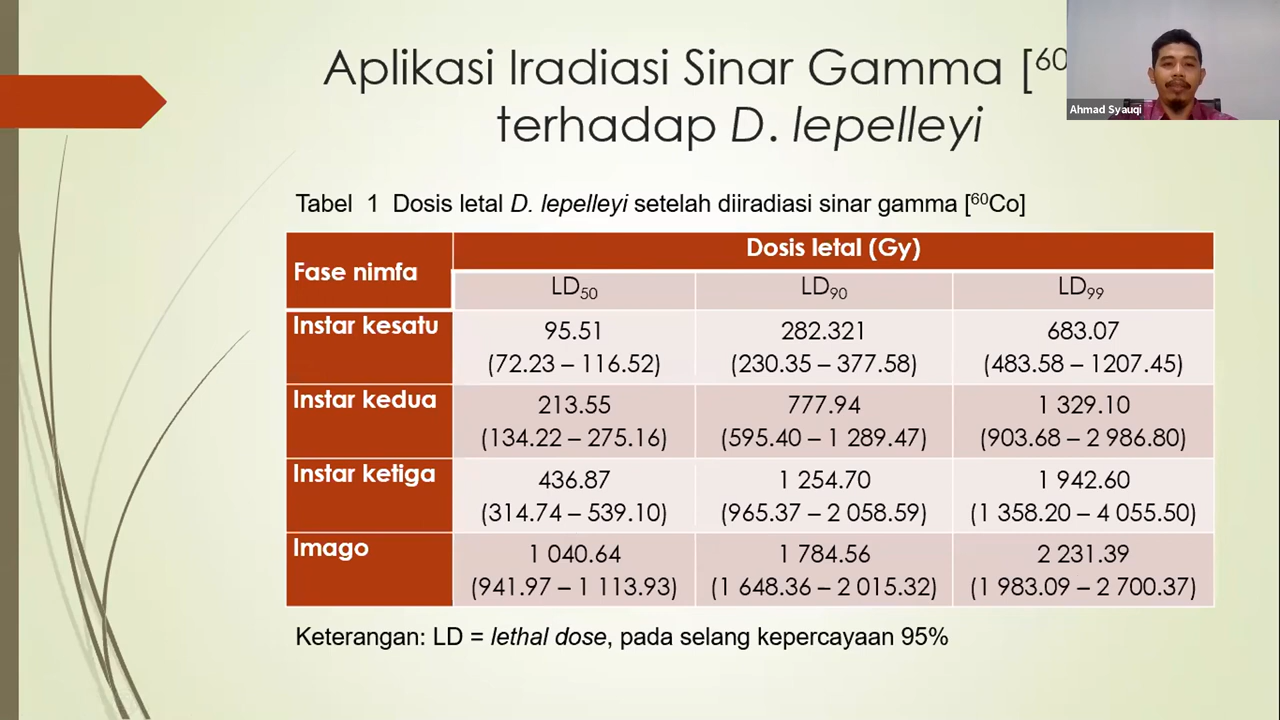 Aplikasi Iradiasi Sinar Gamma [60
terhadap D. lepelleyi
Ahmad Syauqi
Tabel 1 Dosis letal D. lepelleyi setelah diiradiasi sinar gamma [60Co]
Fase nimfa
Dosis letal (Gy)
LD50 LD90 LD99
Instar kesatu 95.51 282.321 683.07
(72.23 – 116.52) (230.35 – 377.58) (483.58 – 1207.45)
Instar kedua 213.55 777.94 1 329.10
(134.22 – 275.16) (595.40 – 1 289.47) (903.68 – 2 986.80)
Instar ketiga 436.87 1 254.70 1 942.60
(314.74 – 539.10) (965.37 – 2 058.59) (1 358.20 – 4 055.50)
Imago 1 040.64 1 784.56 2 231.39
(941.97 – 1 113.93) (1 648.36 – 2 015.32) (1 983.09 – 2 700.37)
Keterangan: LD = lethal dose, pada selang kepercayaan 95%